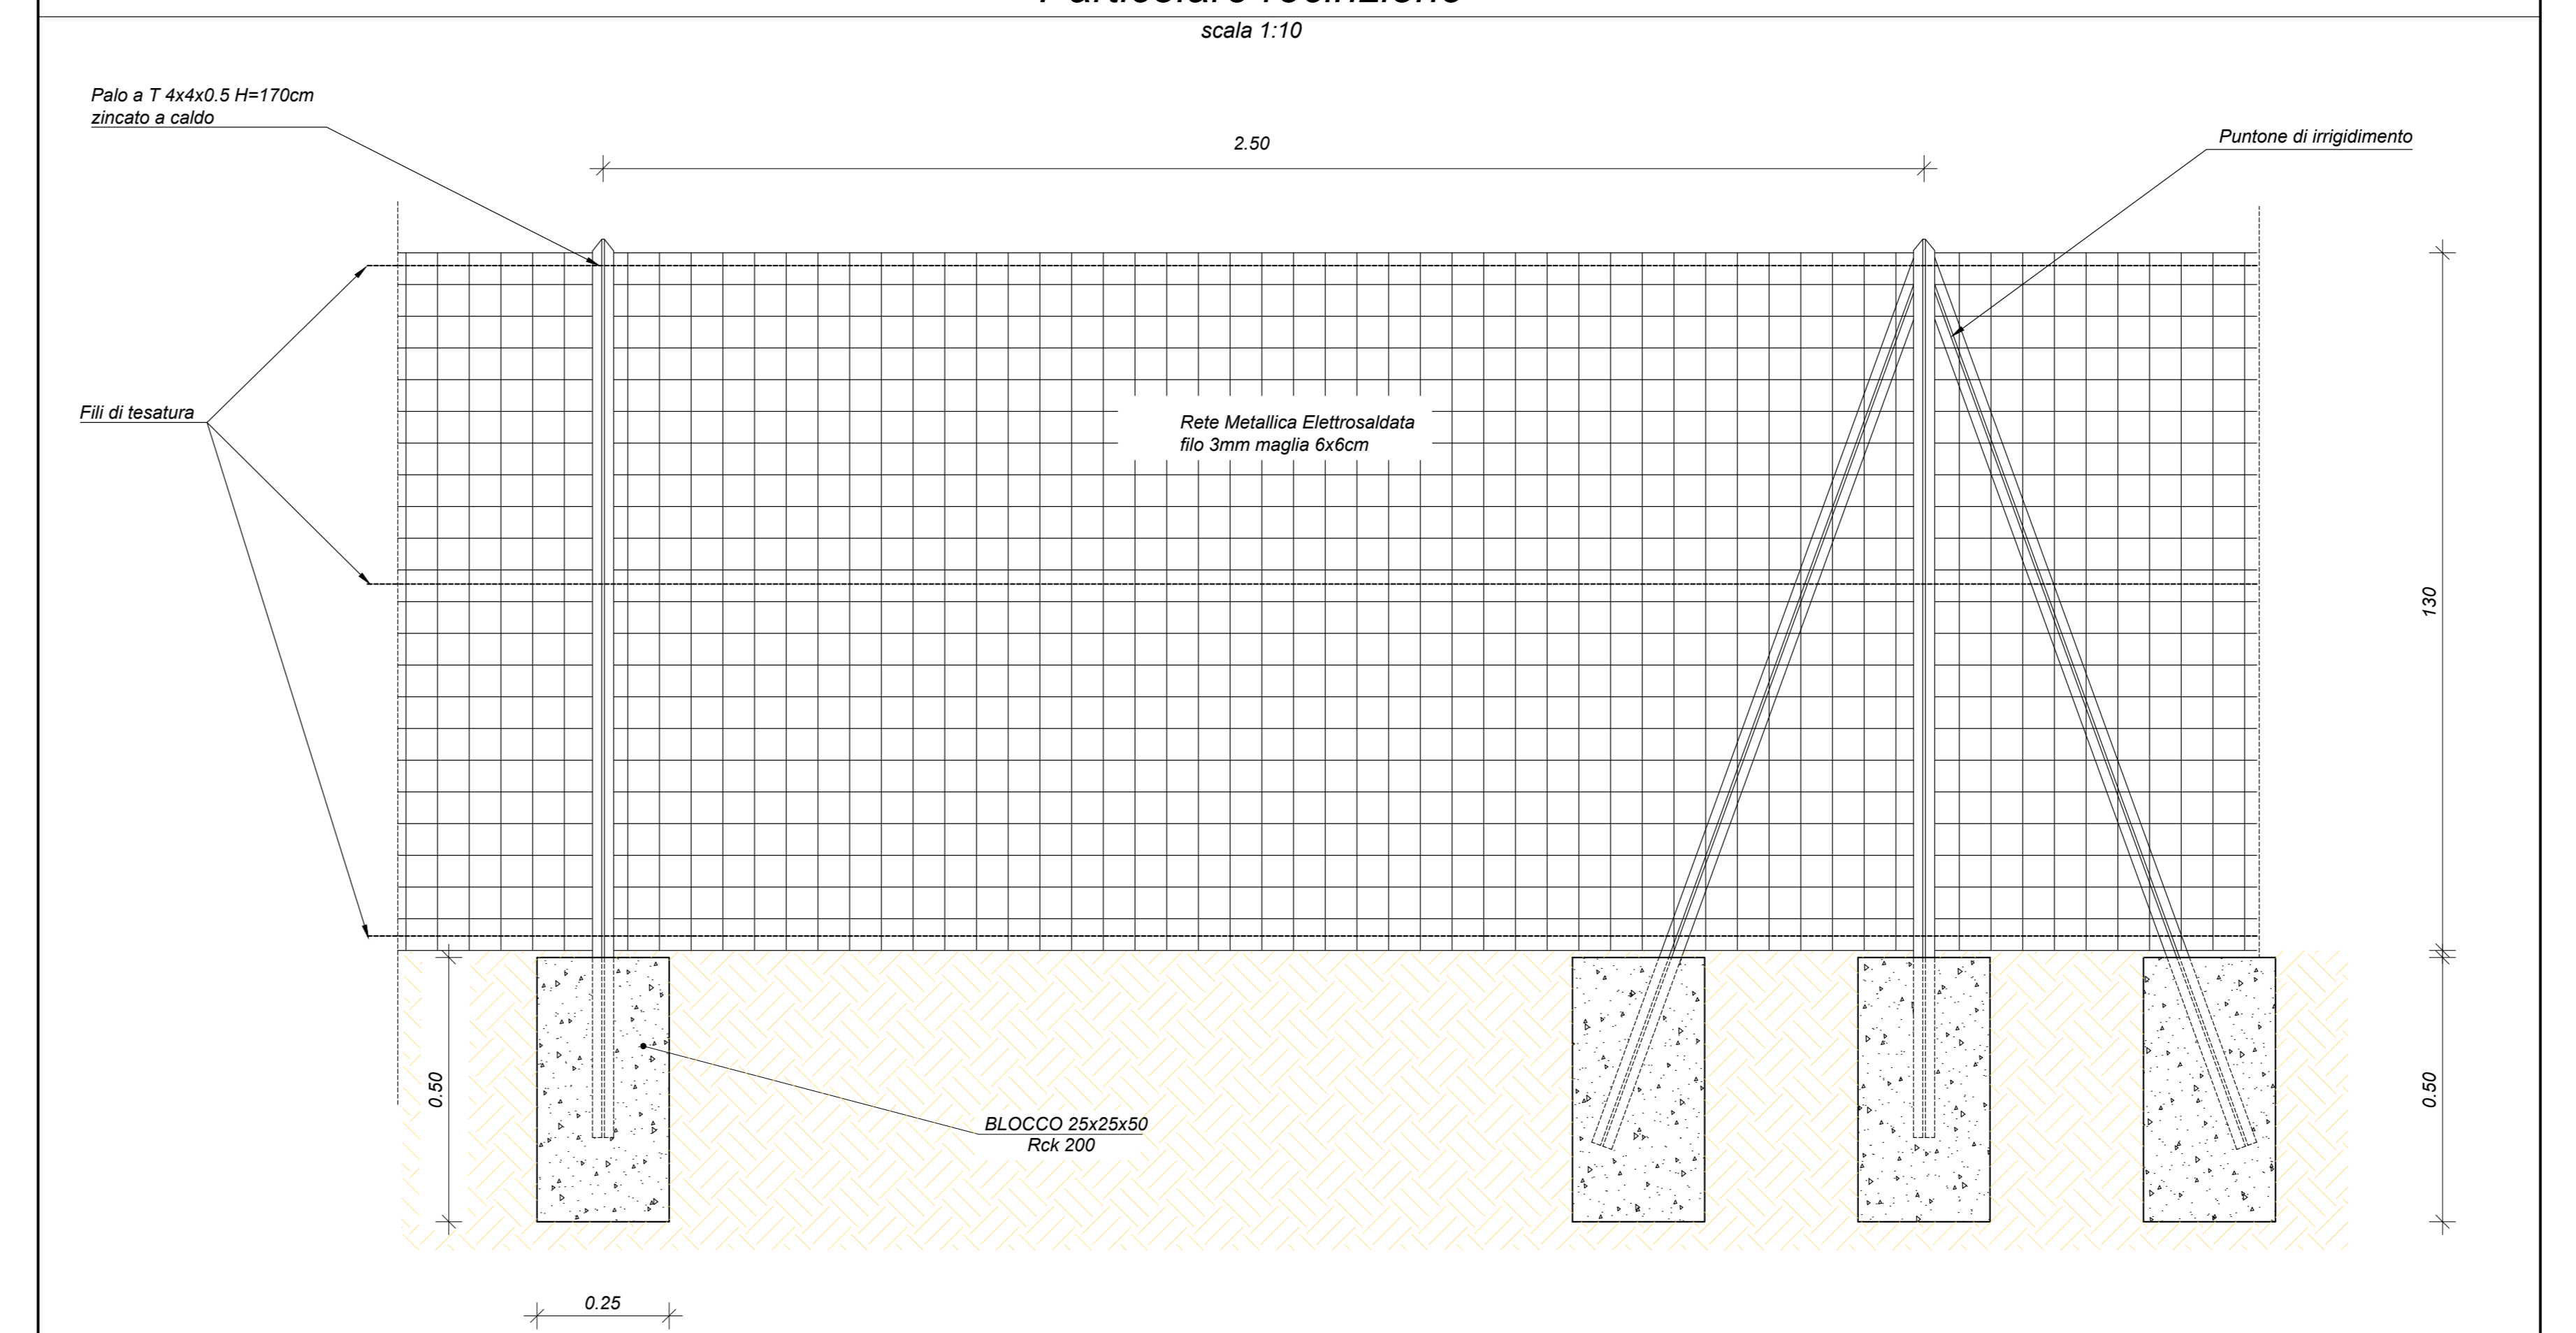 scala 1:10
Palo a T 4x4x0.5 H=170cm
zincato a caldo
2.50
Puntone di irrigidimento
Fili di tesatura
Rete Metallica Elettrosaldata
filo 3mm maglia 6x6cm
130
0.50
0.50
BLOCCO 25x25x50
Rck 200
0.25